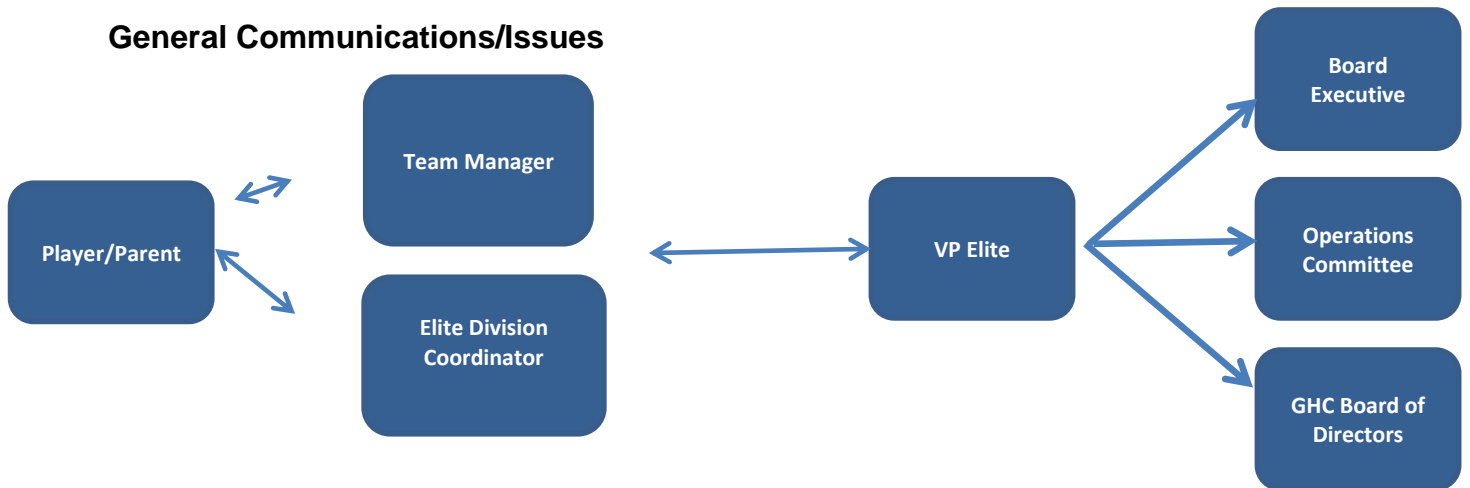 General Communications/Issues
Team Manager
Player/Parent
Elite Division
Coordinator
VP Elite
Board
Executive
Operations
Committee
GHC Board of
Directors